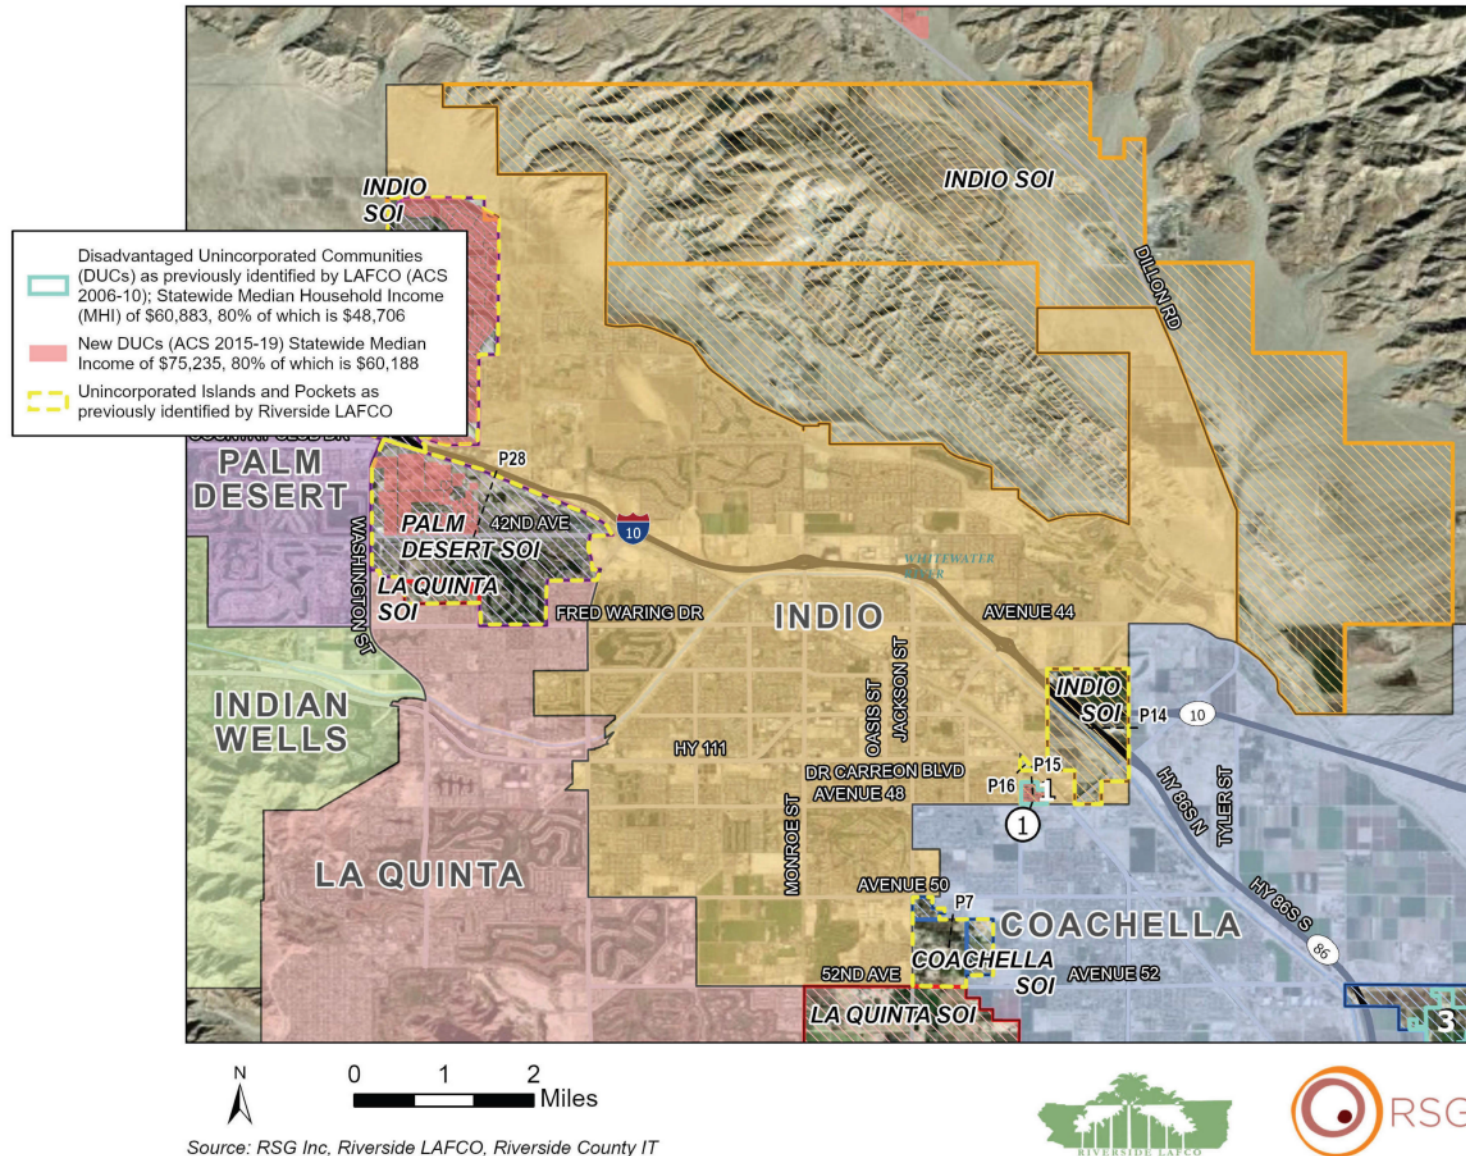 INDIO SOI
INDIO
SOI
Disadvantaged Unincorporated Communities
(DUCs) as previously identified by LAFCO (ACS
2006-10); Statewide Median Household Income
(MHI) of $60,883, 80% of which is $48,706
New DUCs (ACS 2015-19) Statewide Median
Income of $75,235, 80% of which is $60,188
Unincorporated Islands and Pockets as
previously identified by Riverside LAFCO
DILLON RD
PALM
DESERT
P28
WASHINGTON ST
PALM
DESERT SOI
42ND AVE
10
LA QUINTA
SOI
WHITEWATER
RIVER
FRED WARING DR
INDIO
AVENUE 44
INDIAN
WELLS
OASIS ST
JACKSON ST
INDIO
SOI
P14
10
HY 111
P15
DR CARREON BLVD
P16
1
AVENUE 48
1
MONROE ST
HY 86S N
TYLER ST
LA QUINTA
AVENUE 50
P7
COACHELLA
HY 86S S
86
COACHELLA
SOI
52ND AVE
AVENUE 52
LA QUINTA SOI
3
N
0 1 2
Miles
Source: RSG Inc, Riverside LAFCO, Riverside County IT
RIVERSIDE LAFCO
RSG